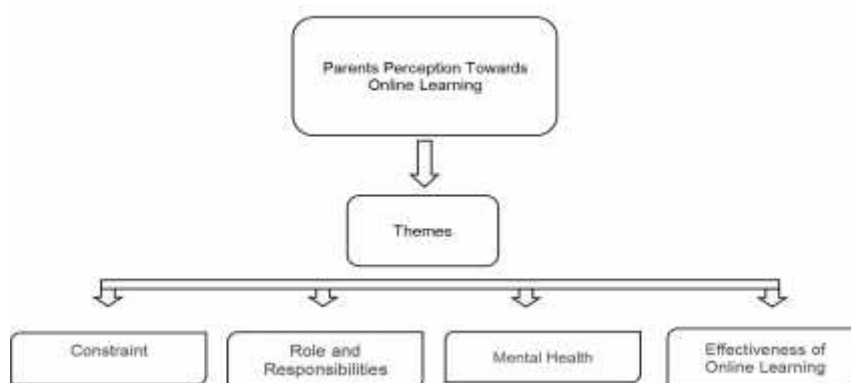 Parents Perception Towards
Online Learning
Themes
Constraint
Role and
Responsibilities
Mental Health
Effectiveness of
Online Learning